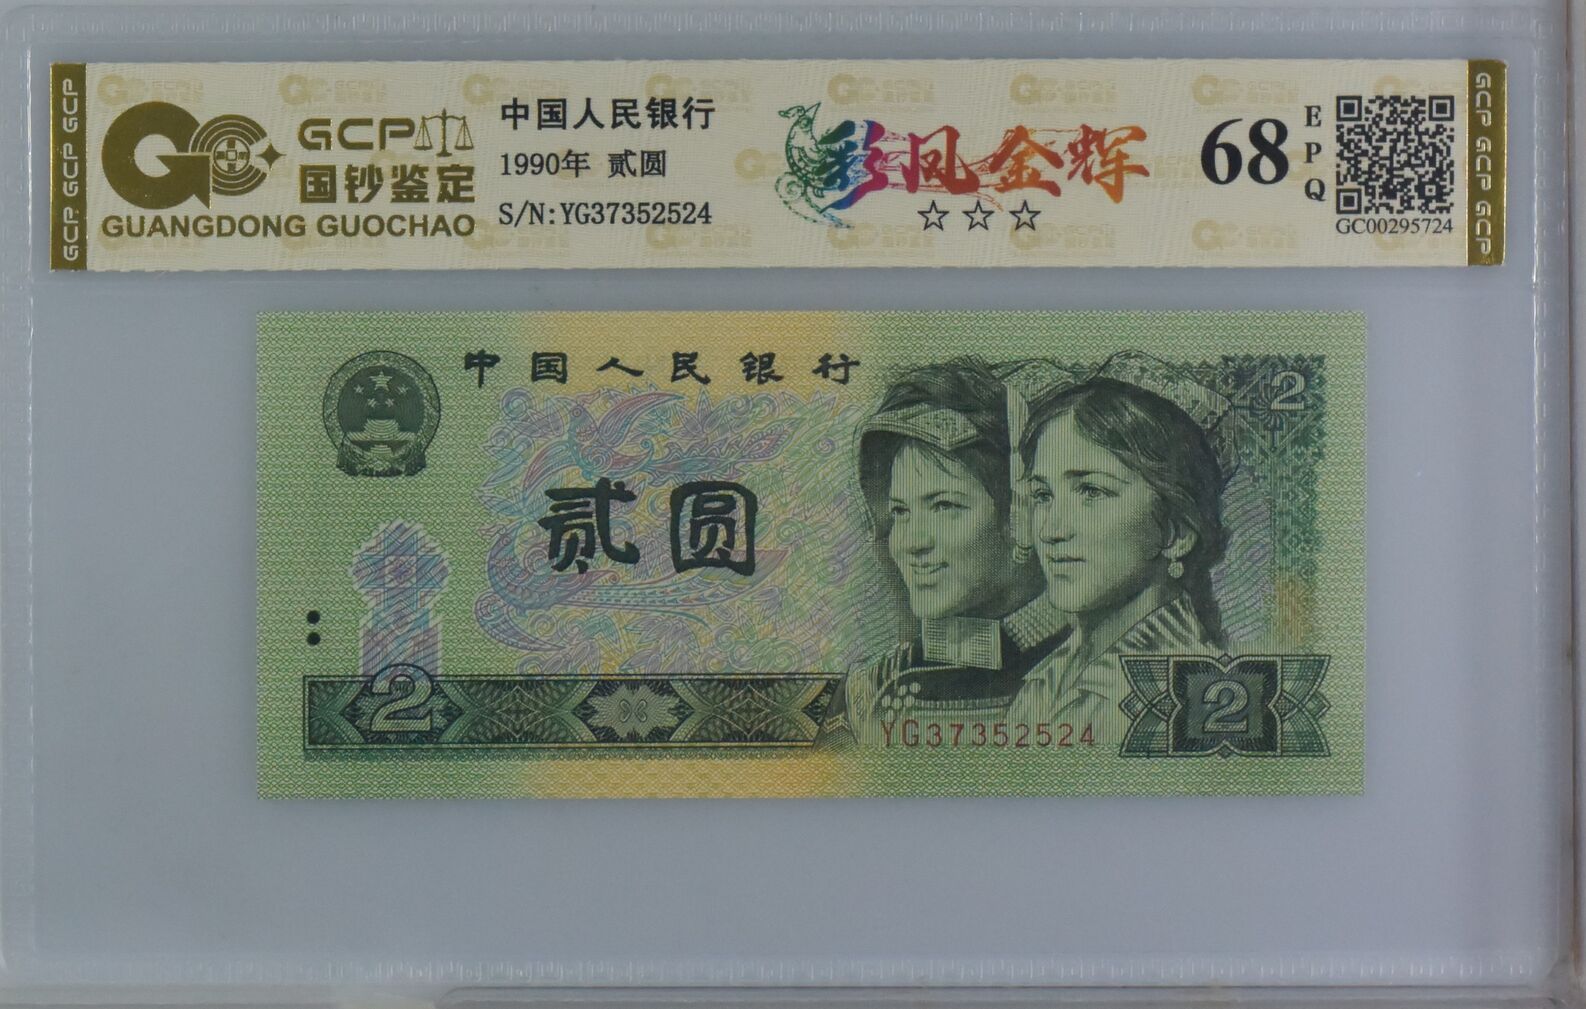 GCP GCP GCP
GCP
国钞鉴定
GUANGDONG GUOCHAO
中国人民银行
1990年 贰圆
S/N:YG37352524
彩凤金辉
☆☆☆
68
E
P
Q
GC00295724
GCP GCP GCP
中国人民银行
2
贰圆
2
2
YG37352524